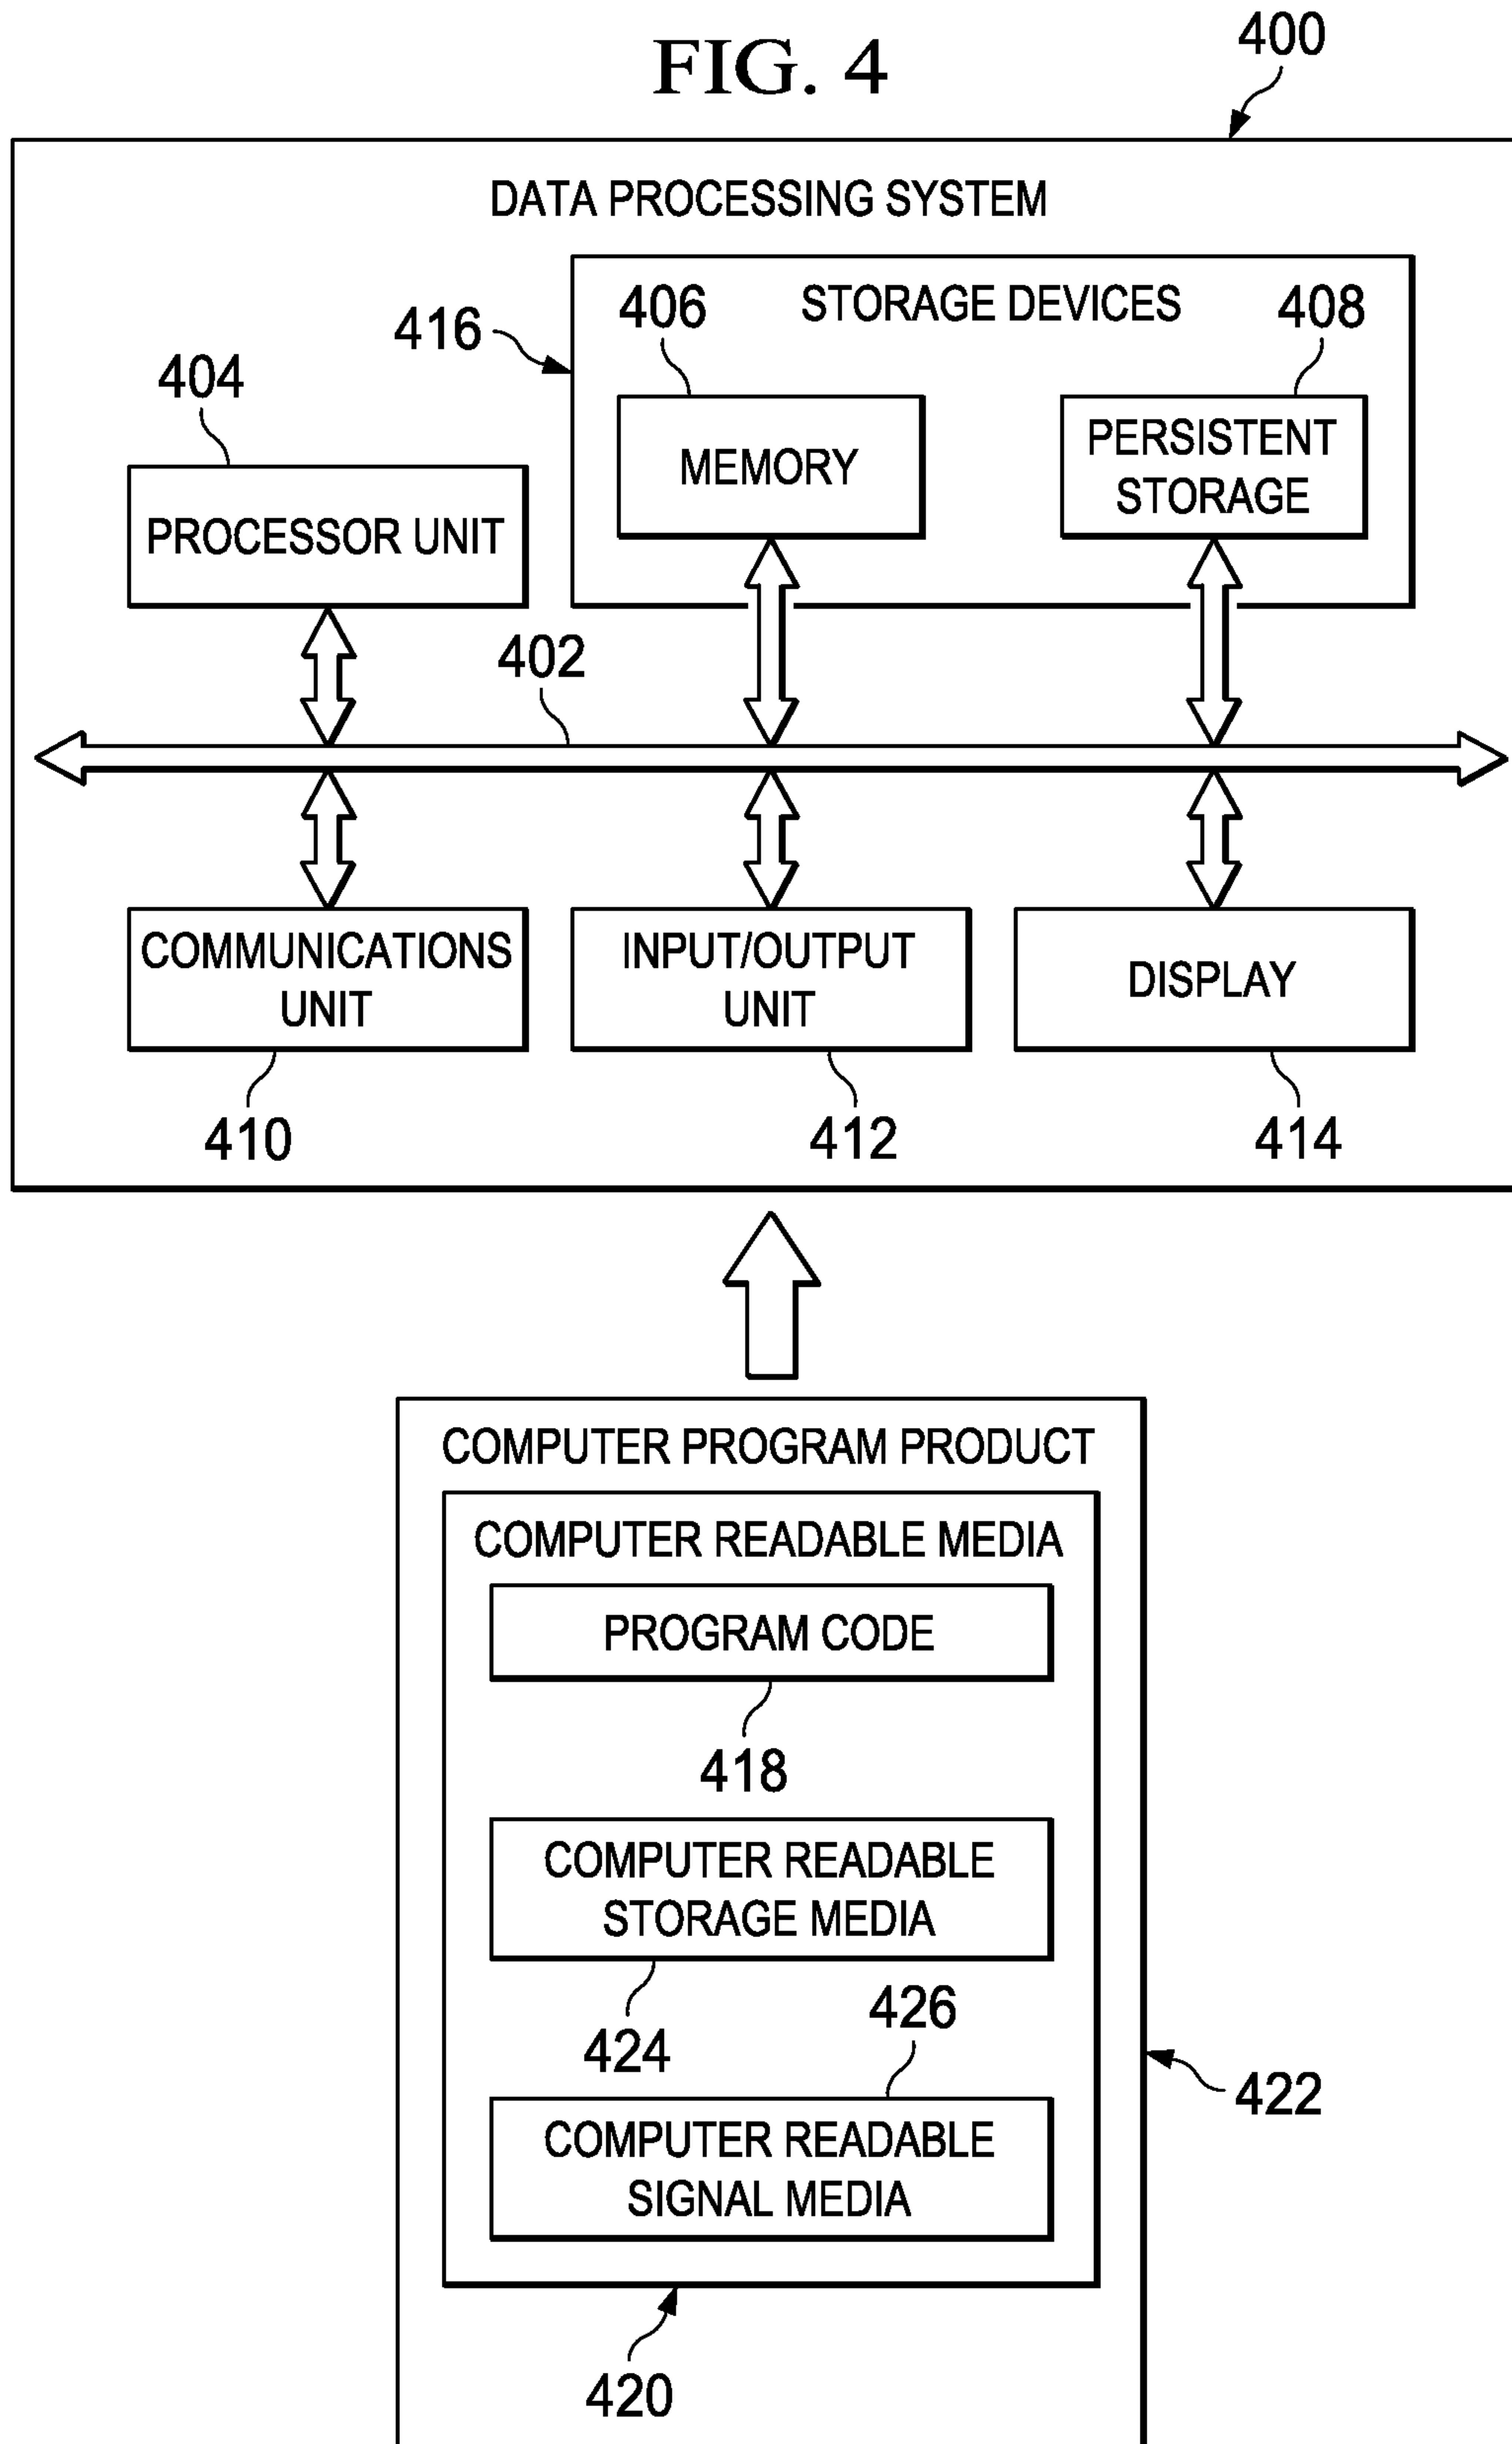 FIG. 4
400
DATA PROCESSING SYSTEM
STORAGE DEVICES
416
406
408
404
MEMORY
PERSISTENT
STORAGE
PROCESSOR UNIT
402
COMMUNICATIONS
UNIT
INPUT/OUTPUT
UNIT
DISPLAY
410
412
414
COMPUTER PROGRAM PRODUCT
COMPUTER READABLE MEDIA
PROGRAM CODE
418
COMPUTER READABLE
STORAGE MEDIA
424
426
422
COMPUTER READABLE
SIGNAL MEDIA
420